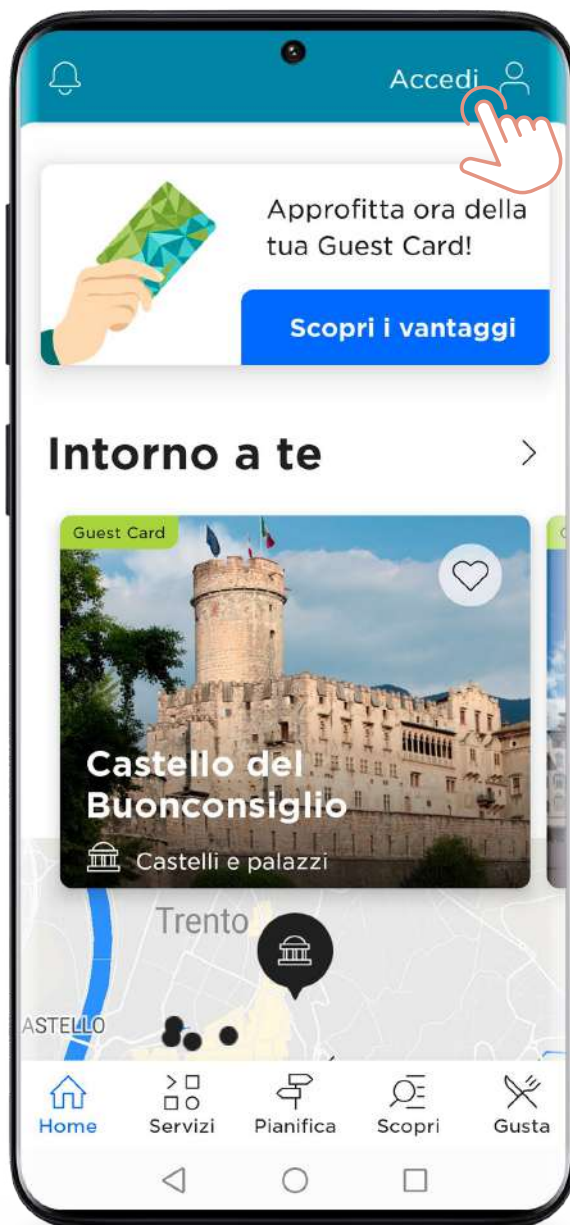 Accedi
Approfitta ora della
tua Guest Card!
Scopri i vantaggi
Intorno a te
Guest Card
Castello del
Buonconsiglio
Castelli e palazzi
Trento
ASTELLO
Home
Servizi
Pianifica
Scopri
Gusta